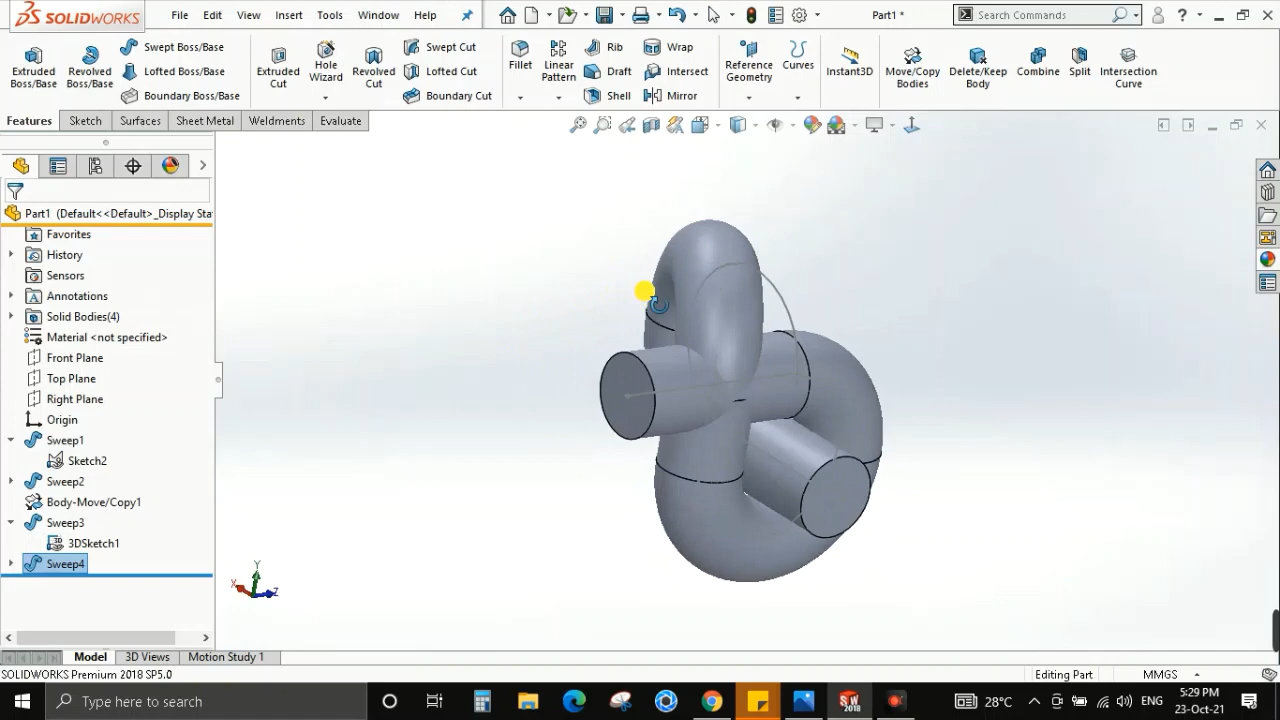 SOLIDWORKS File Edit View Insert Tools Window Help Part1 * Search Commands ?
Extruded Boss/Base
Revolved Boss/Base
Swept Boss/Base
Lofted Boss/Base
Boundary Boss/Base
Extruded Cut
Hole Wizard
Revolved Cut
Swept Cut
Lofted Cut
Boundary Cut
Fillet
Linear Pattern
Rib
Draft
Shell
Wrap
Intersect
Mirror
Reference Geometry
Curves
Instant3D
Move/Copy Bodies
Delete/Keep Body
Combine
Split
Intersection Curve
Features Sketch Surfaces Sheet Metal Weldments Evaluate
Part1 (Default<<Default>_Display Sta
Favorites
History
Sensors
Annotations
Solid Bodies(4)
Material <not specified>
Front Plane
Top Plane
Right Plane
Origin
Sweep1
Sketch2
Sweep2
Body-Move/Copy1
Sweep3
3DSketch1
Sweep4
Y
X
Z
Model 3D Views Motion Study 1
SOLIDWORKS Premium 2018 SP5.0 Editing Part MMGS
Type here to search
SW
2018
28°C
ENG
5:29 PM
23-Oct-21